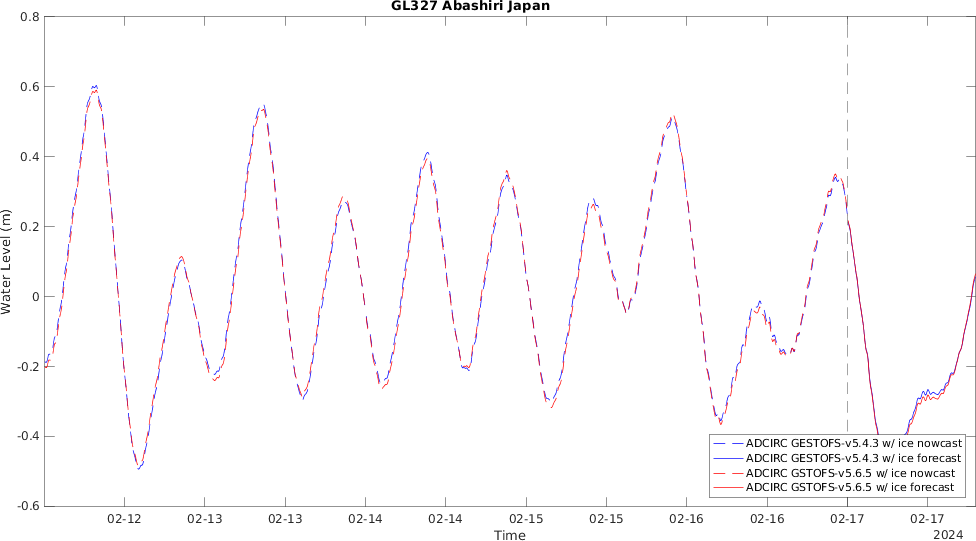 GL327 Abashiri Japan
0.8
0.6
0.4
0.2
0
-0.2
-0.4
-0.6
Water Level (m)
ADCIRC GESTOFS-v5.4.3 w/ ice nowcast
ADCIRC GESTOFS-v5.4.3 w/ ice forecast
ADCIRC GSTOFS-v5.6.5 w/ ice nowcast
ADCIRC GSTOFS-v5.6.5 w/ ice forecast
02-12 02-13 02-13 02-14 02-14 02-15 02-15 02-16 02-16 02-17 02-17
Time
2024